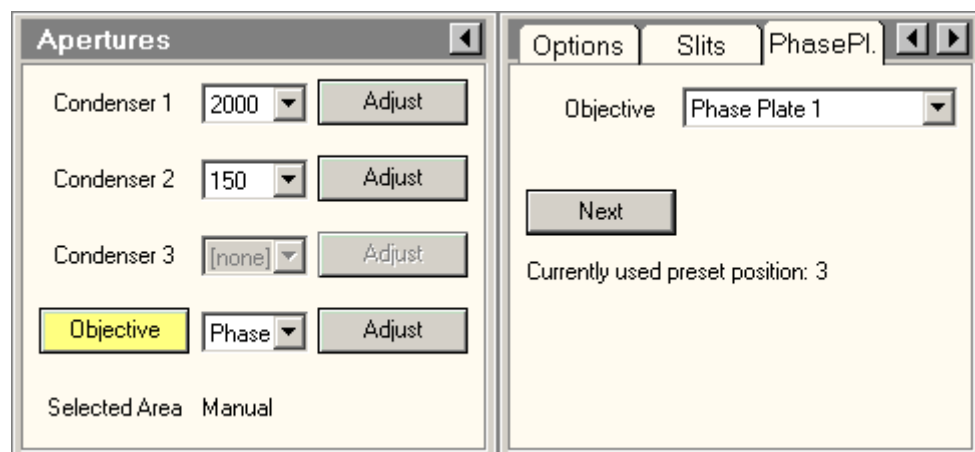 Apertures
Condenser 1 2000 Adjust
Condenser 2 150 Adjust
Condenser 3 [none] Adjust
Objective Phase Adjust
Selected Area Manual
Options Slits PhasePl.
Objective Phase Plate 1
Next
Currently used preset position: 3